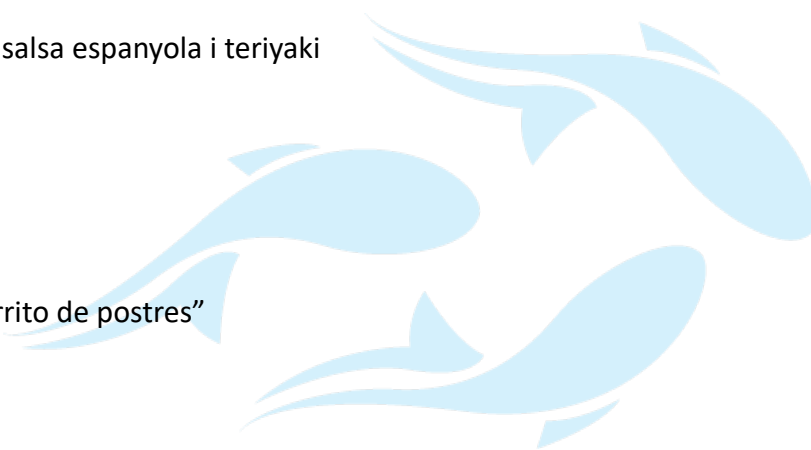 salsa espanyola i teriyaki
rrito de postres”